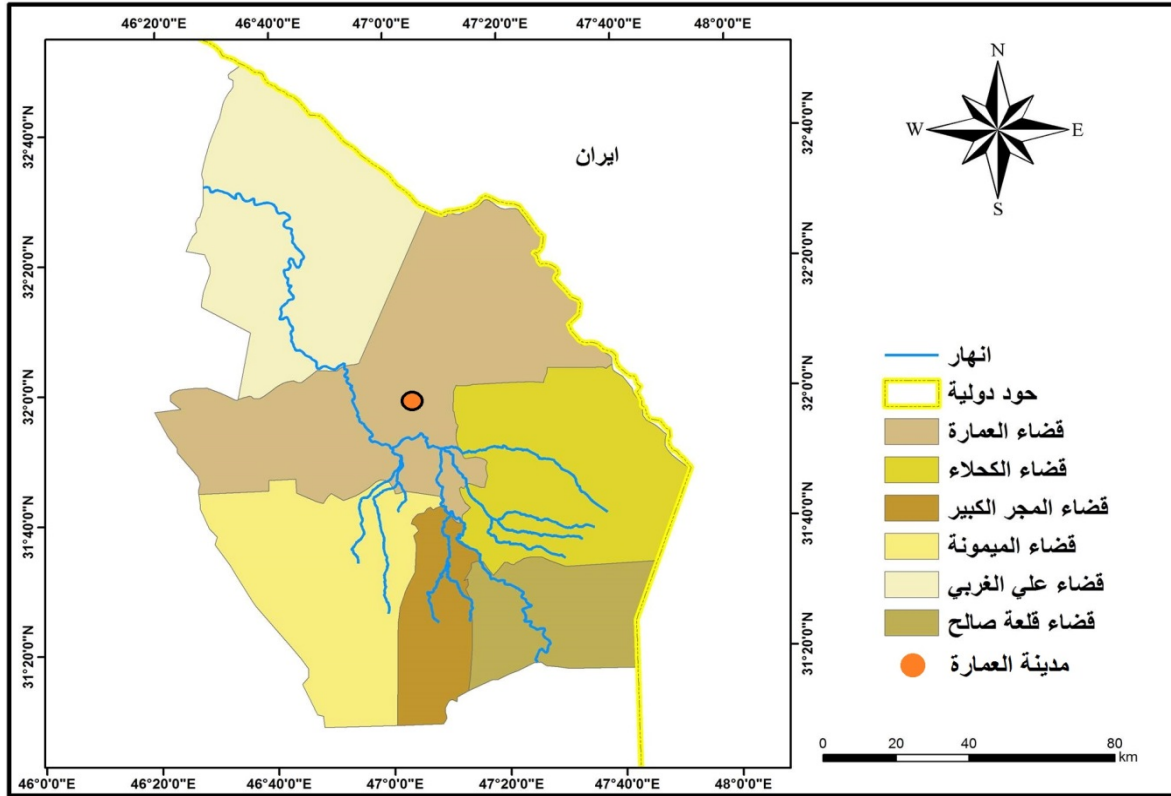 46°20'0"E 46°40'0"E 47°0'0"E 47°20'0"E 47°40'0"E 48°0'0"E
32°40'0"N
32°20'0"N
32°0'0"N
31°40'0"N
31°20'0"N
ايران
32°40'0"N
32°20'0"N
32°0'0"N
31°40'0"N
31°20'0"N
46°0'0"E 46°20'0"E 46°40'0"E 47°0'0"E 47°20'0"E 47°40'0"E 48°0'0"E
N
W E
S
انهار
حود دولية
قضاء العمارة
قضاء الكحلاء
قضاء المجر الكبير
قضاء الميمونة
قضاء علي الغربي
قضاء قلعة صالح
مدينة العمارة
0 20 40 80
km